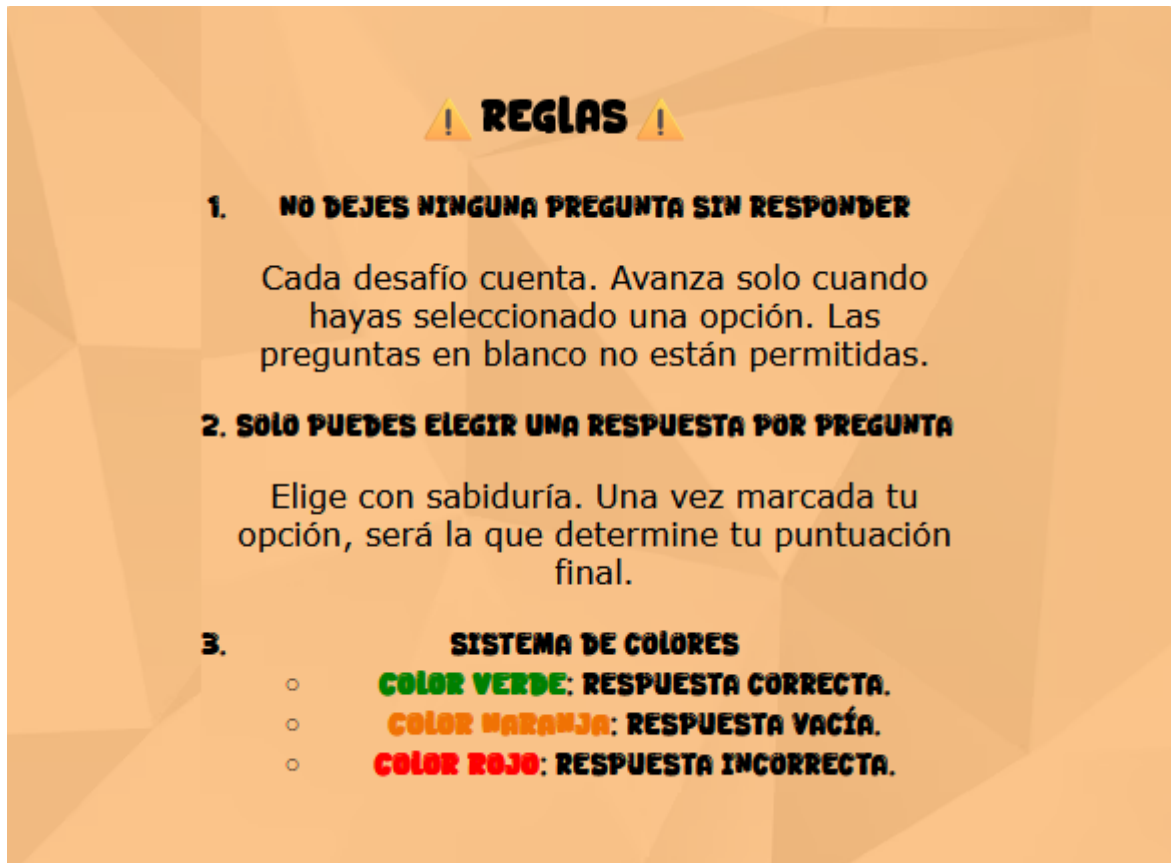 ⚠️ REGLAS ⚠️
1. NO DEJES NINGUNA PREGUNTA SIN RESPONDER
Cada desafío cuenta. Avanza solo cuando
hayas seleccionado una opción. Las
preguntas en blanco no están permitidas.
2. SOLO PUEDES ELEGIR UNA RESPUESTA POR PREGUNTA
Elige con sabiduría. Una vez marcada tu
opción, será la que determine tu puntuación
final.
3. SISTEMA DE COLORES
○ COLOR VERDE: RESPUESTA CORRECTA.
○ COLOR NARANJA: RESPUESTA VACÍA.
○ COLOR ROJO: RESPUESTA INCORRECTA.